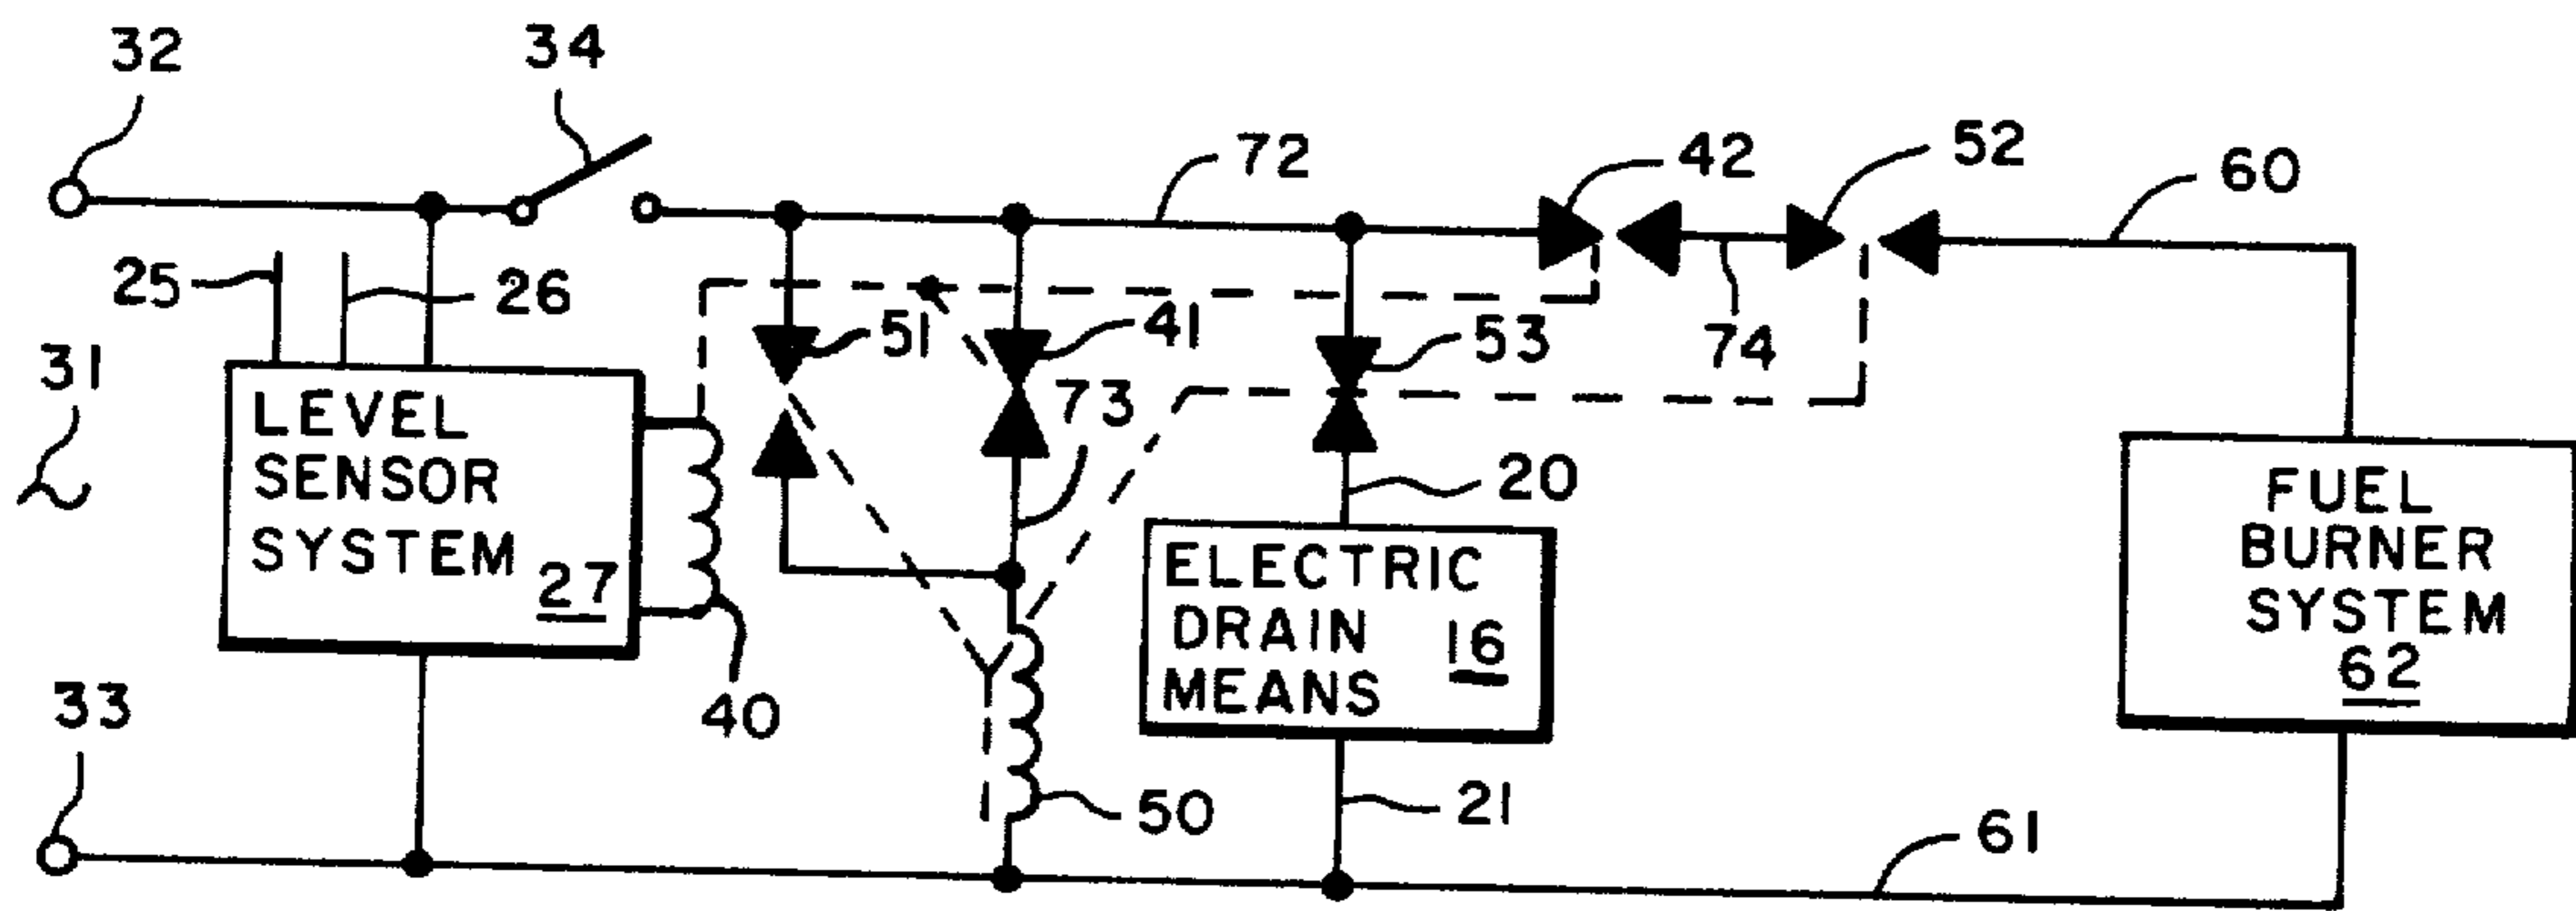 32
34
72
42
52
60
25
26
51
41
53
74
31
LEVEL
SENSOR
SYSTEM 27
73
20
FUEL
BURNER
SYSTEM
62
ELECTRIC
DRAIN 16
MEANS
33
40
50
21
61